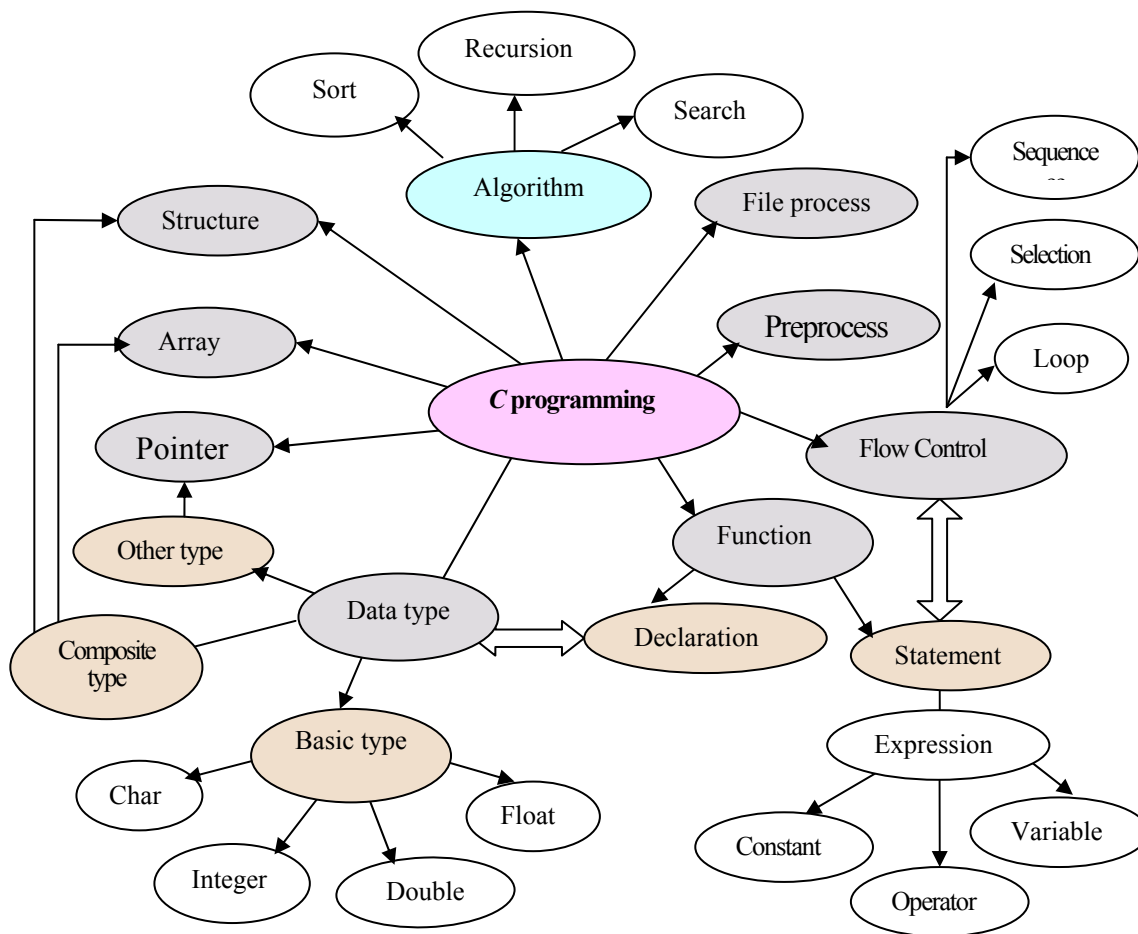 Recursion
Sort
Search
Sequence
Algorithm
File process
Structure
Selection
Preprocess
Array
Loop
C programming
Pointer
Flow Control
Function
Other type
Data type
Declaration
Composite
type
Statement
Basic type
Expression
Char
Float
Variable
Constant
Integer
Double
Operator